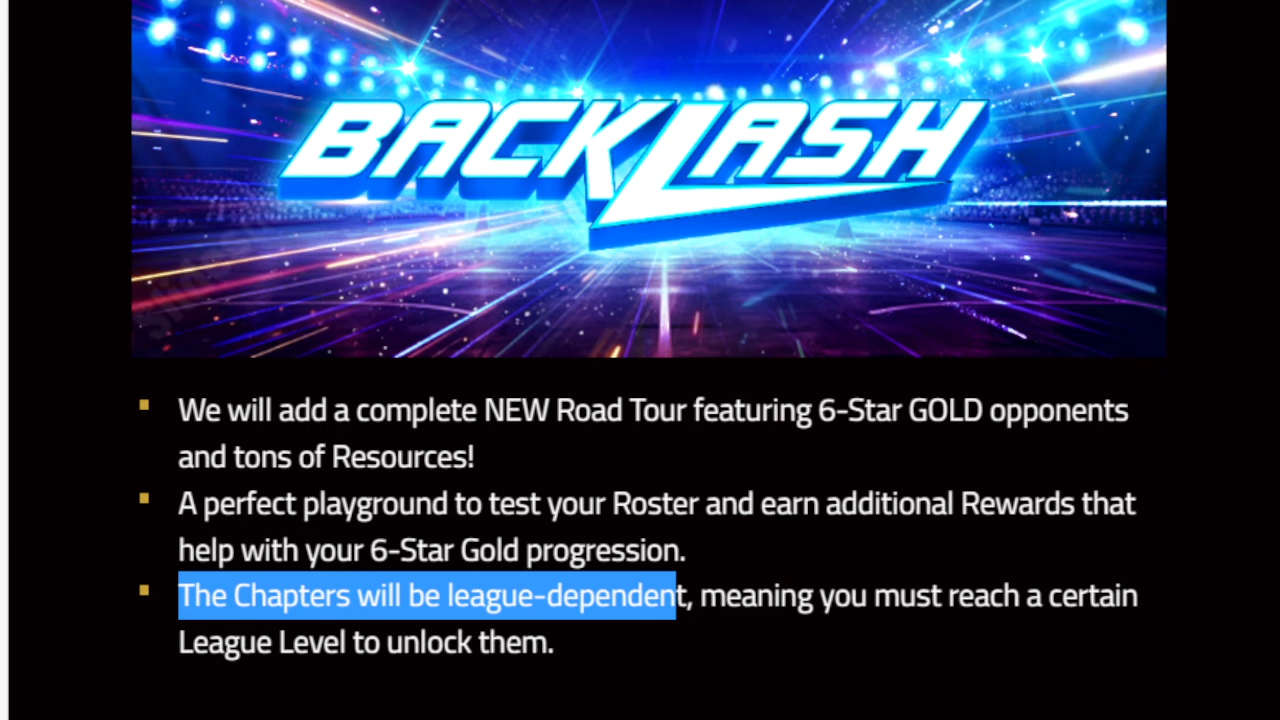 BACKLASH
We will add a complete NEW Road Tour featuring 6-Star GOLD opponents
and tons of Resources!
A perfect playground to test your Roster and earn additional Rewards that
help with your 6-Star Gold progression.
The Chapters will be league-dependent, meaning you must reach a certain
League Level to unlock them.